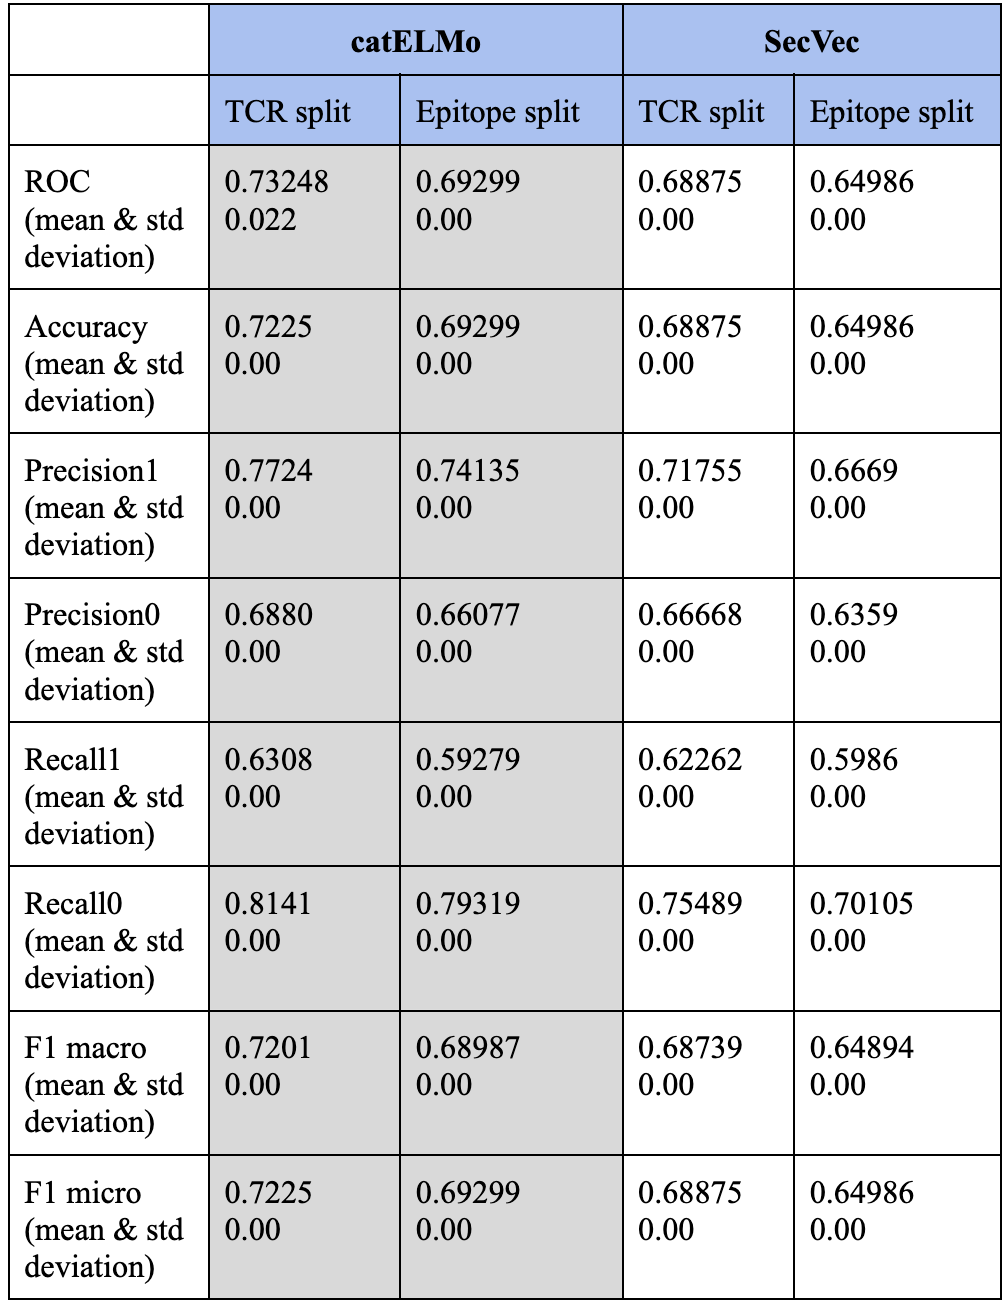 catELMo SecVec
TCR split Epitope split TCR split Epitope split
ROC 0.73248 0.69299 0.68875 0.64986
(mean & std 0.022 0.00 0.00 0.00
deviation)
Accuracy 0.7225 0.69299 0.68875 0.64986
(mean & std 0.00 0.00 0.00 0.00
deviation)
Precision1 0.7724 0.74135 0.71755 0.6669
(mean & std 0.00 0.00 0.00 0.00
deviation)
Precision0 0.6880 0.66077 0.66668 0.6359
(mean & std 0.00 0.00 0.00 0.00
deviation)
Recall1 0.6308 0.59279 0.62262 0.5986
(mean & std 0.00 0.00 0.00 0.00
deviation)
Recall0 0.8141 0.79319 0.75489 0.70105
(mean & std 0.00 0.00 0.00 0.00
deviation)
F1 macro 0.7201 0.68987 0.68739 0.64894
(mean & std 0.00 0.00 0.00 0.00
deviation)
F1 micro 0.7225 0.69299 0.68875 0.64986
(mean & std 0.00 0.00 0.00 0.00
deviation)